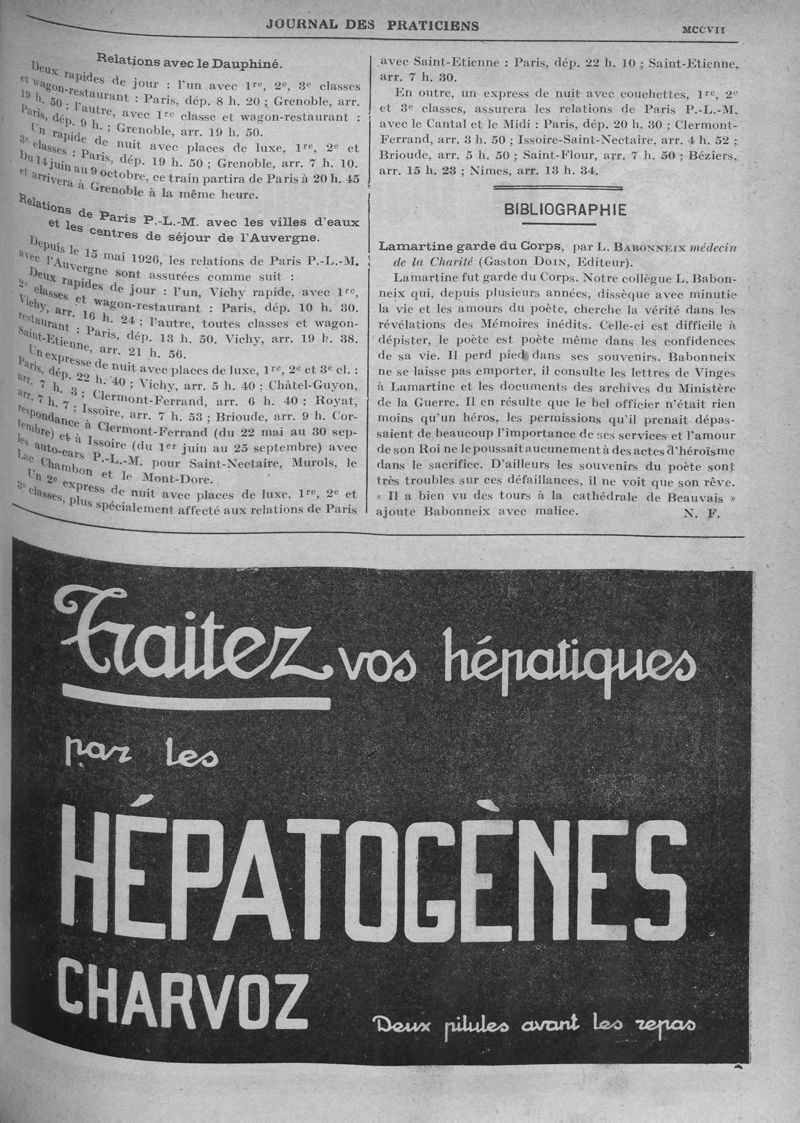 JOURNAL DES PRATICIENS
MCCVII
Relations avec le Dauphiné.
Deux rapides de jour : l'un avec 1re, 2e, 3e classes
et wagon-restaurant : Paris, dép. 8 h. 20 ; Grenoble, arr.
19 h. 50 ; l'autre, avec 1re classe et wagon-restaurant :
Paris, dép. 9 h. ; Grenoble, arr. 19 h. 50.
Un rapide de nuit avec places de luxe, 1re, 2e et
3e classes : Paris, dép. 19 h. 50 ; Grenoble, arr. 7 h. 10.
Du 14 juin au 9 octobre, ce train partira de Paris à 20 h. 45
et arrivera à Grenoble à la même heure.
Relations de Paris P.-L.-M. avec les villes d'eaux
et les centres de séjour de l'Auvergne.
Depuis le 15 mai 1926, les relations de Paris P.-L.-M.
avec l'Auvergne sont assurées comme suit :
Deux rapides de jour : l'un, Vichy rapide, avec 1re,
2e classes et wagon-restaurant : Paris, dép. 10 h. 30.
Vichy, arr. 16 h. 24 ; l'autre, toutes classes et wagon-
restaurant : Paris, dép. 13 h. 50, Vichy, arr. 19 h. 38.
Saint-Etienne, arr. 21 h. 56.
Un expresse de nuit avec places de luxe, 1re, 2e et 3e cl. :
Paris, dép. 22 h. 40 ; Vichy, arr. 5 h. 40 ; Châtel-Guyon,
arr. 7 h. 3 ; Clermont-Ferrand, arr. 6 h. 40 ; Royat,
arr. 7 h. 7 ; Issoire, arr. 7 h. 53 ; Brioude, arr. 9 h. Cor-
respondance à Clermont-Ferrand (du 22 mai au 30 sep-
tembre) et à Issoire (du 1er juin au 25 septembre) avec
les auto-cars P.-L.-M. pour Saint-Nectaire, Murols, le
Lac Chambon et le Mont-Dore.
Un 2e express de nuit avec places de luxe, 1re, 2e et
3e classes, plus spécialement affecté aux relations de Paris
avec Saint-Etienne : Paris, dép. 22 h. 10 ; Saint-Etienne,
arr. 7 h. 30.
En outre, un express de nuit avec couchettes, 1re, 2e
et 3e classes, assurera les relations de Paris P.-L.-M.
avec le Cantal et le Midi : Paris, dép. 20 h. 30 ; Clermont-
Ferrand, arr. 3 h. 50 ; Issoire-Saint-Nectaire, arr. 4 h. 52 ;
Brioude, arr. 5 h. 50 ; Saint-Flour, arr. 7 h. 50 ; Béziers,
arr. 15 h. 23 ; Nimes, arr. 13 h. 34.
BIBLIOGRAPHIE
Lamartine garde du Corps, par L. BABONNEIX médecin
de la Charité (Gaston DOIN, Editeur).
Lamartine fut garde du Corps. Notre collègue L. Babon-
neix qui, depuis plusieurs années, dissèque avec minutie
la vie et les amours du poète, cherche la vérité dans les
révélations des Mémoires inédits. Celle-ci est difficile à
dépister, le poète est poète même dans les confidences
de sa vie. Il perd pied dans ses souvenirs. Babonneix
ne se laisse pas emporter, il consulte les lettres de Vinges
à Lamartine et les documents des archives du Ministère
de la Guerre. Il en résulte que le bel officier n'était rien
moins qu'un héros, les permissions qu'il prenait dépas-
saient de beaucoup l'importance de ses services et l'amour
de son Roi ne le poussait aucunement à des actes d'héroïsme
dans le sacrifice. D'ailleurs les souvenirs du poète sont
très troubles sur ces défaillances, il ne voit que son rêve.
« Il a bien vu des tours à la cathédrale de Beauvais »
ajoute Babonneix avec malice. N. F.
Traitez vos hépatiques
par les
HÉPATOGÈNES
CHARVOZ
Deux pilules avant les repas